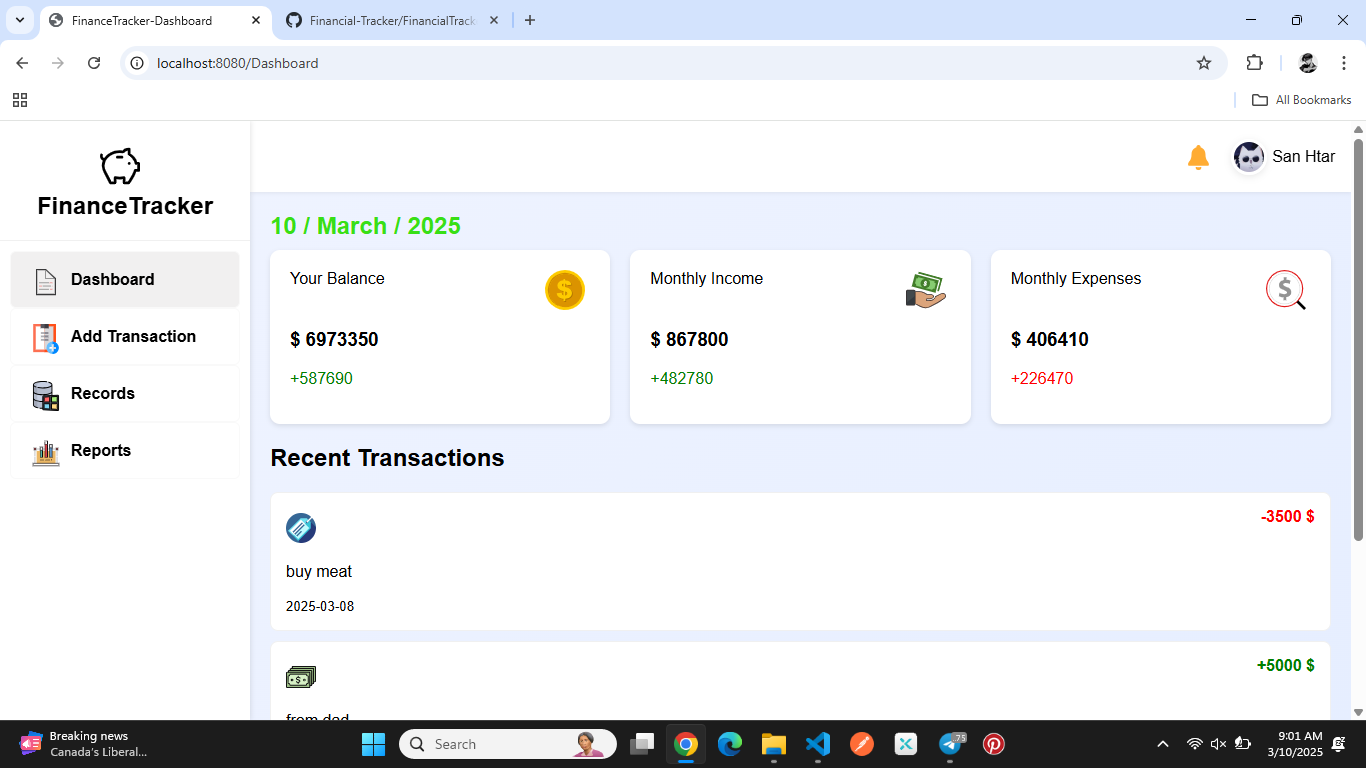 FinanceTracker-Dashboard
Financial-Tracker/FinancialTrack
localhost:8080/Dashboard
All Bookmarks
FinanceTracker
San Htar
Dashboard
Add Transaction
Records
Reports
10 / March / 2025
Your Balance
$ 6973350
+587690
Monthly Income
$ 867800
+482780
Monthly Expenses
$ 406410
+226470
Recent Transactions
-3500 $
buy meat
2025-03-08
+5000 $
from dad
Breaking news
Canada's Liberal...
Search
75
9:01 AM
3/10/2025